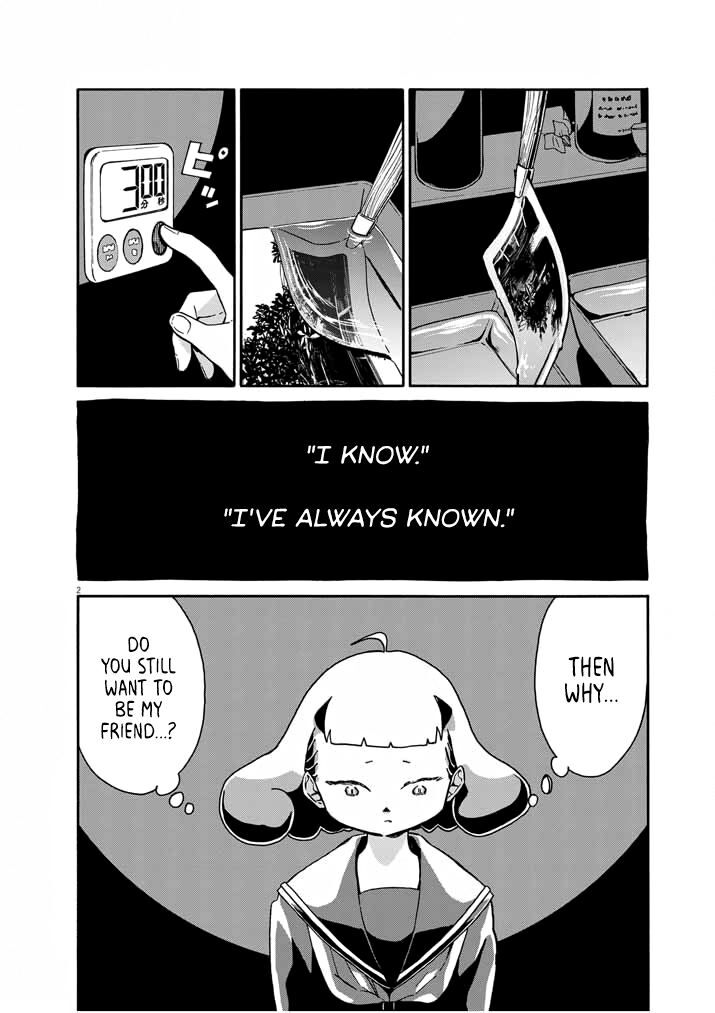 3 00
分 秒
ピッ
"I KNOW."
"I'VE ALWAYS KNOWN."
2
THEN
WHY...
DO
YOU STILL
WANT TO
BE MY
FRIEND...?